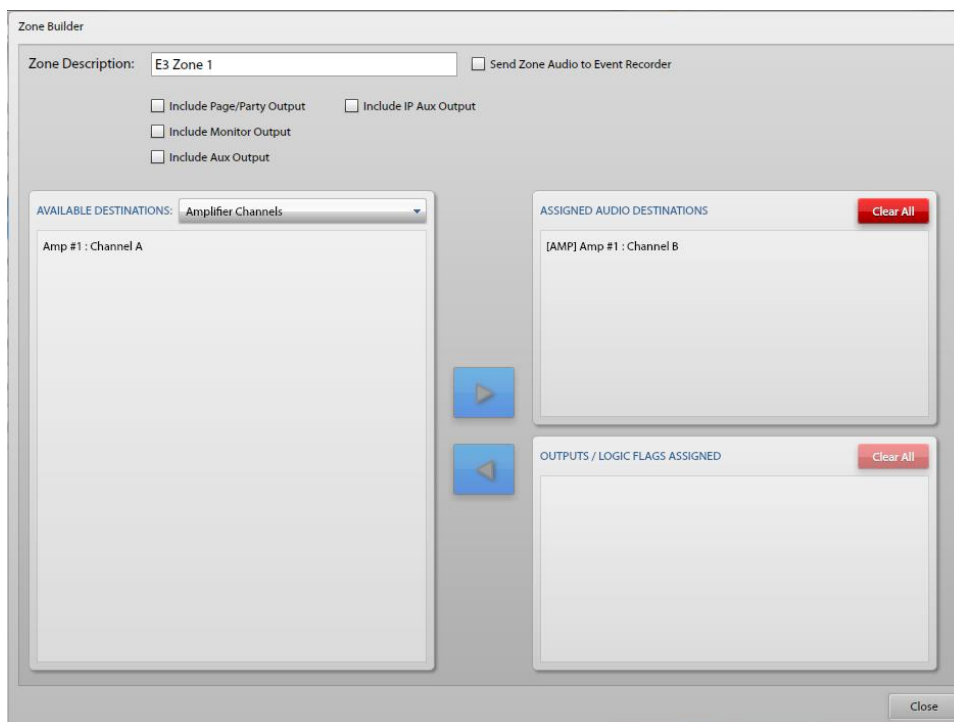 Zone Builder
Zone Description: E3 Zone 1 Send Zone Audio to Event Recorder
Include Page/Party Output Include IP Aux Output
Include Monitor Output
Include Aux Output
AVAILABLE DESTINATIONS: Amplifier Channels
Amp #1 : Channel A
ASSIGNED AUDIO DESTINATIONS Clear All
[AMP] Amp #1 : Channel B
OUTPUTS / LOGIC FLAGS ASSIGNED Clear All
Close